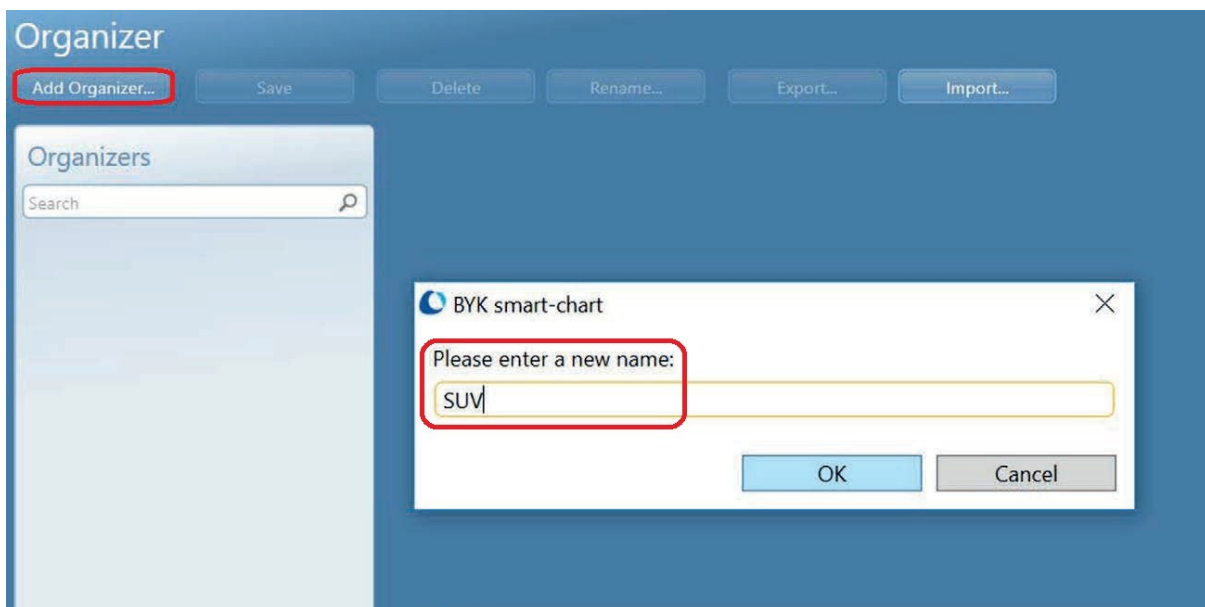 Organizer
Add Organizer... Save Delete Rename... Export... Import...
Organizers
Search
BYK smart-chart
Please enter a new name:
SUV
OK Cancel